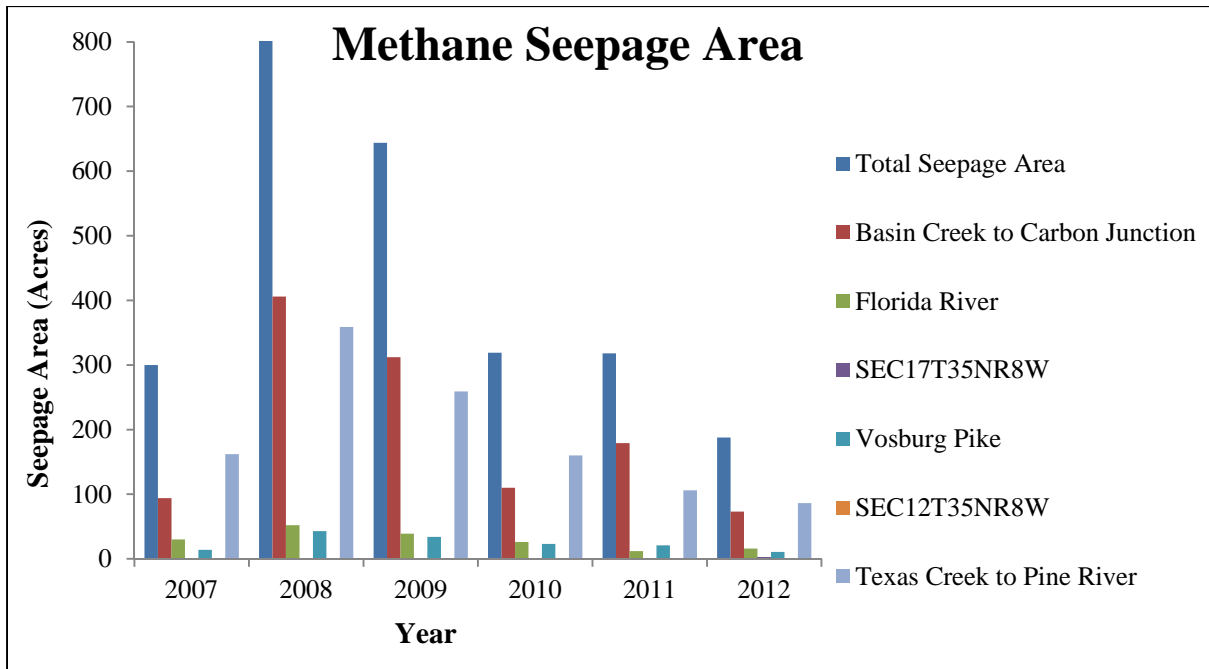 Methane Seepage Area
800
700
600
500
400
300
200
100
0
Seepage Area (Acres)
2007 2008 2009 2010 2011 2012
Year
Total Seepage Area
Basin Creek to Carbon Junction
Florida River
SEC17T35NR8W
Vosburg Pike
SEC12T35NR8W
Texas Creek to Pine River